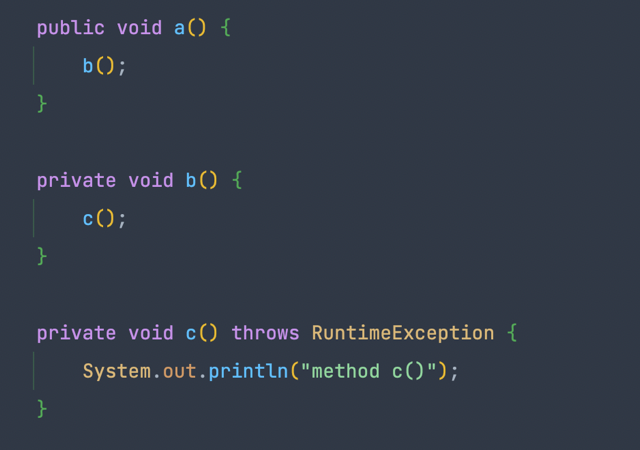 public void a() {
    b();
}
private void b() {
    c();
}
private void c() throws RuntimeException {
    System.out.println("method c()");
}